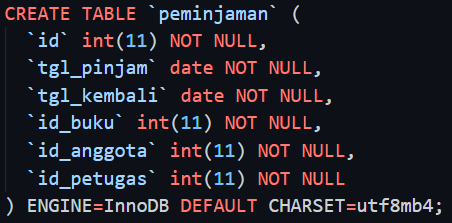 CREATE TABLE `peminjaman` (
  `id` int(11) NOT NULL,
  `tgl_pinjam` date NOT NULL,
  `tgl_kembali` date NOT NULL,
  `id_buku` int(11) NOT NULL,
  `id_anggota` int(11) NOT NULL,
  `id_petugas` int(11) NOT NULL
) ENGINE=InnoDB DEFAULT CHARSET=utf8mb4;